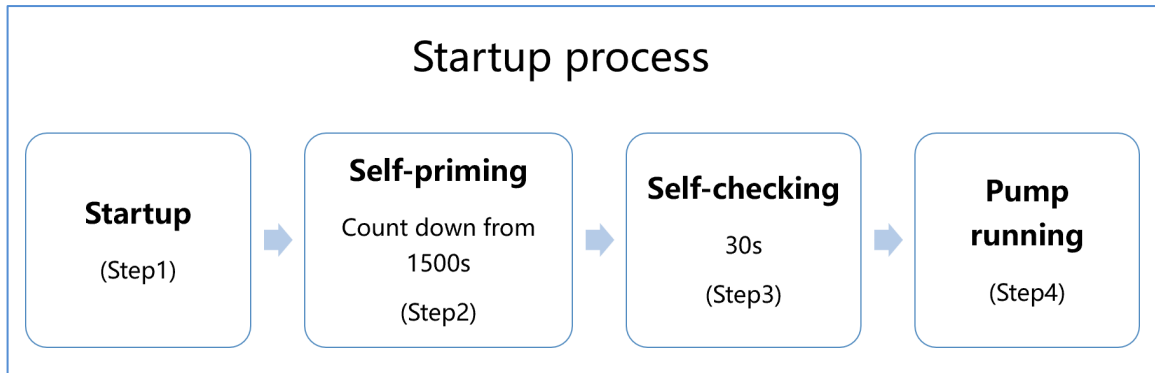 Startup process
Startup
(Step1)
Self-priming
Count down from
1500s
(Step2)
Self-checking
30s
(Step3)
Pump
running
(Step4)